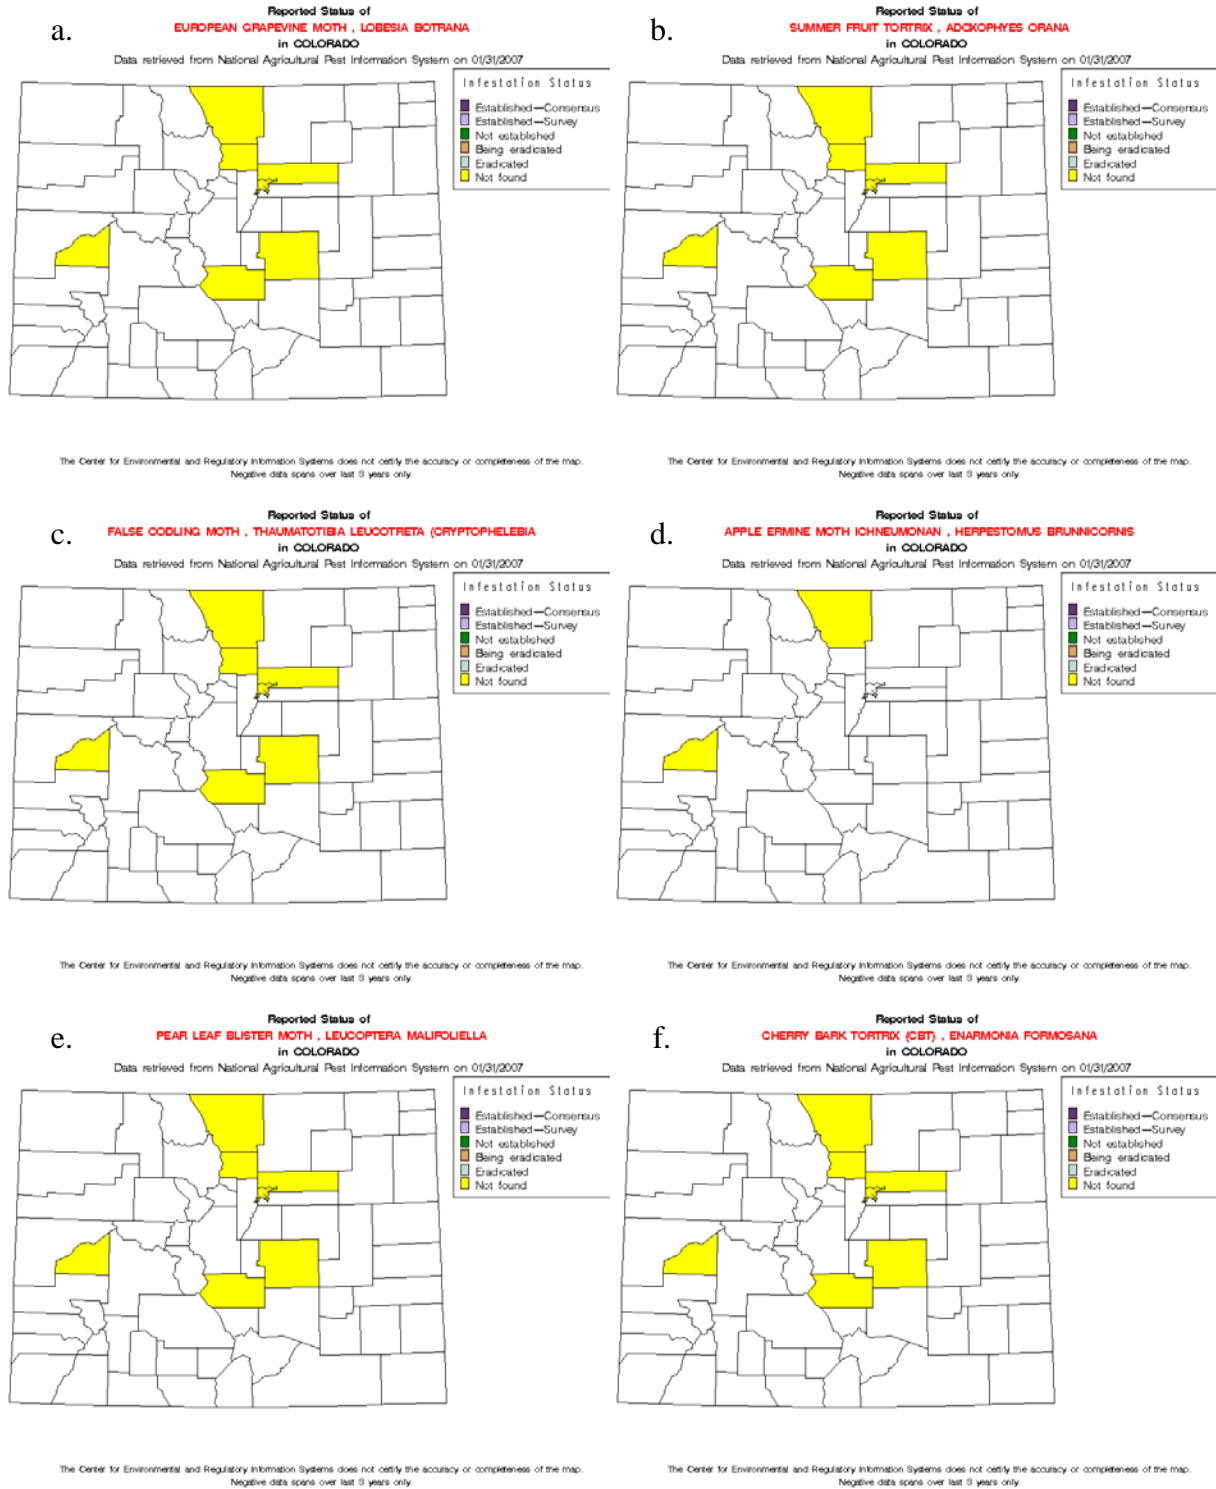 a.
Reported Status of
EUROPEAN GRAPEVINE MOTH , LOBESIA BOTRANA
in COLORADO
Data retrieved from National Agricultural Pest Information System on 01/31/2007
Infestation Status
Established—Consensus
Established—Survey
Not established
Being eradicated
Eradicated
Not found
The Center for Environmental and Regulatory Information Systems does not certify the accuracy or completeness of the map.
Negative data spans over last 3 years only.
b.
Reported Status of
SUMMER FRUIT TORTRIX , ADOXOPHYES ORANA
in COLORADO
Data retrieved from National Agricultural Pest Information System on 01/31/2007
Infestation Status
Established—Consensus
Established—Survey
Not established
Being eradicated
Eradicated
Not found
The Center for Environmental and Regulatory Information Systems does not certify the accuracy or completeness of the map.
Negative data spans over last 3 years only.
c.
Reported Status of
FALSE CODLING MOTH , THAUMATOTIBIA LEUCOTRETA (CRYPTOPHELEBIA
in COLORADO
Data retrieved from National Agricultural Pest Information System on 01/31/2007
Infestation Status
Established—Consensus
Established—Survey
Not established
Being eradicated
Eradicated
Not found
The Center for Environmental and Regulatory Information Systems does not certify the accuracy or completeness of the map.
Negative data spans over last 3 years only.
d.
Reported Status of
APPLE ERMINE MOTH ICHNEUMONAN , HERPESTOMUS BRUNNICORNIS
in COLORADO
Data retrieved from National Agricultural Pest Information System on 01/31/2007
Infestation Status
Established—Consensus
Established—Survey
Not established
Being eradicated
Eradicated
Not found
The Center for Environmental and Regulatory Information Systems does not certify the accuracy or completeness of the map.
Negative data spans over last 3 years only.
e.
Reported Status of
PEAR LEAF BLISTER MOTH , LEUCOPTERA MALIFOLIELLA
in COLORADO
Data retrieved from National Agricultural Pest Information System on 01/31/2007
Infestation Status
Established—Consensus
Established—Survey
Not established
Being eradicated
Eradicated
Not found
The Center for Environmental and Regulatory Information Systems does not certify the accuracy or completeness of the map.
Negative data spans over last 3 years only.
f.
Reported Status of
CHERRY BARK TORTRIX (CBT) , ENARMONIA FORMOSANA
in COLORADO
Data retrieved from National Agricultural Pest Information System on 01/31/2007
Infestation Status
Established—Consensus
Established—Survey
Not established
Being eradicated
Eradicated
Not found
The Center for Environmental and Regulatory Information Systems does not certify the accuracy or completeness of the map.
Negative data spans over last 3 years only.